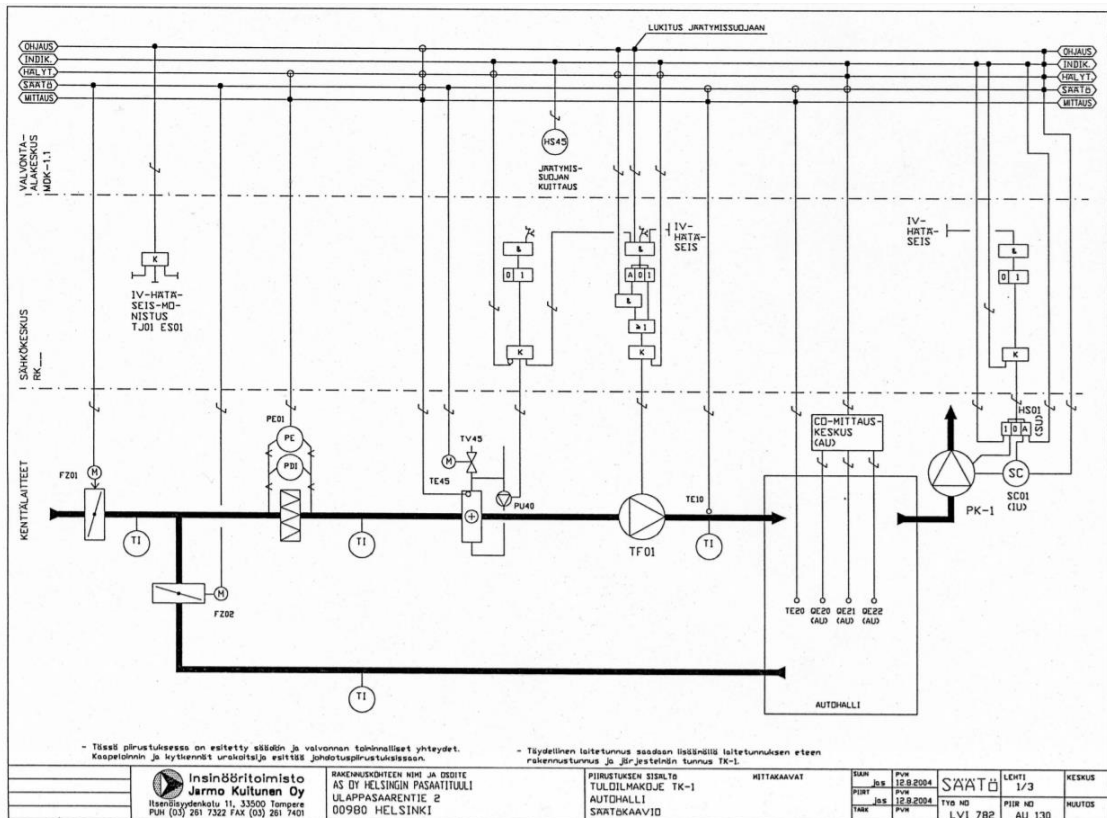 LUKITUS JÄÄTYMISSUOJAAN
OHJAUS
INDIK.
HÄLYT.
SÄÄTÖ
MITTAUS
OHJAUS
INDIK.
HÄLYT.
SÄÄTÖ
MITTAUS
VALVONTA-
ALAKESKUS
MDK-1.1
HS45
JÄÄTYMIS-
SUOJAN
KUITTAUS
SÄHKÖKESKUS
RK__
K
IV-HÄTÄ-
SEIS-MO-
NISTUS
TJ01 ES01
&
0 1
K
IV-
HÄTÄ-
SEIS
&
A 0 1
&
≥1
K
IV-
HÄTÄ-
SEIS
&
0 1
K
KENTTÄLAITTEET
FZ01
M
TI
M
FZ02
PE01
PE
PDI
TI
TV45
M
TE45
PU40
TF01
TE10
TI
CO-MITTAUS-
KESKUS
(AU)
HS01
(SU)
1 0 A
SC
SC01
(IU)
PK-1
TE20
QE20
(AU)
QE21
(AU)
QE22
(AU)
TI
AUTOHALLI
- Tässä piirustuksessa on esitetty säädön ja valvonnan toiminnalliset yhteydet.
Kaapeloinnin ja kytkennät urakoitsija esittää johdotuspiirustuksissaan.
- Täydellinen laitetunnus saadaan lisäämällä laitetunnuksen eteen
rakennustunnus ja järjestelmän tunnus TK-1.
Insinööritoimisto
Jarmo Kuitunen Oy
Itsenäisyydenkatu 11, 33500 Tampere
PUH (03) 261 7322 FAX (03) 261 7401
RAKENNUSKOHTEEN NIMI JA OSOITE
AS OY HELSINGIN PASAATITUULI
ULAPPASAARENTIE 2
00980 HELSINKI
PIIRUSTUKSEN SISÄLTÖ
MITTAKAAVAT
TULOILMAKOJE TK-1
AUTOHALLI
SÄÄTÖKAAVIO
SUUN
jos
PVM
12.8.2004
PIIRT
jos
PVM
12.8.2004
TARK
PVM
SÄÄTÖ
LEHTI
1/3
KESKUS
TYÖ NO
LVI 782
PIIR NO
AU 130
MUUTOS